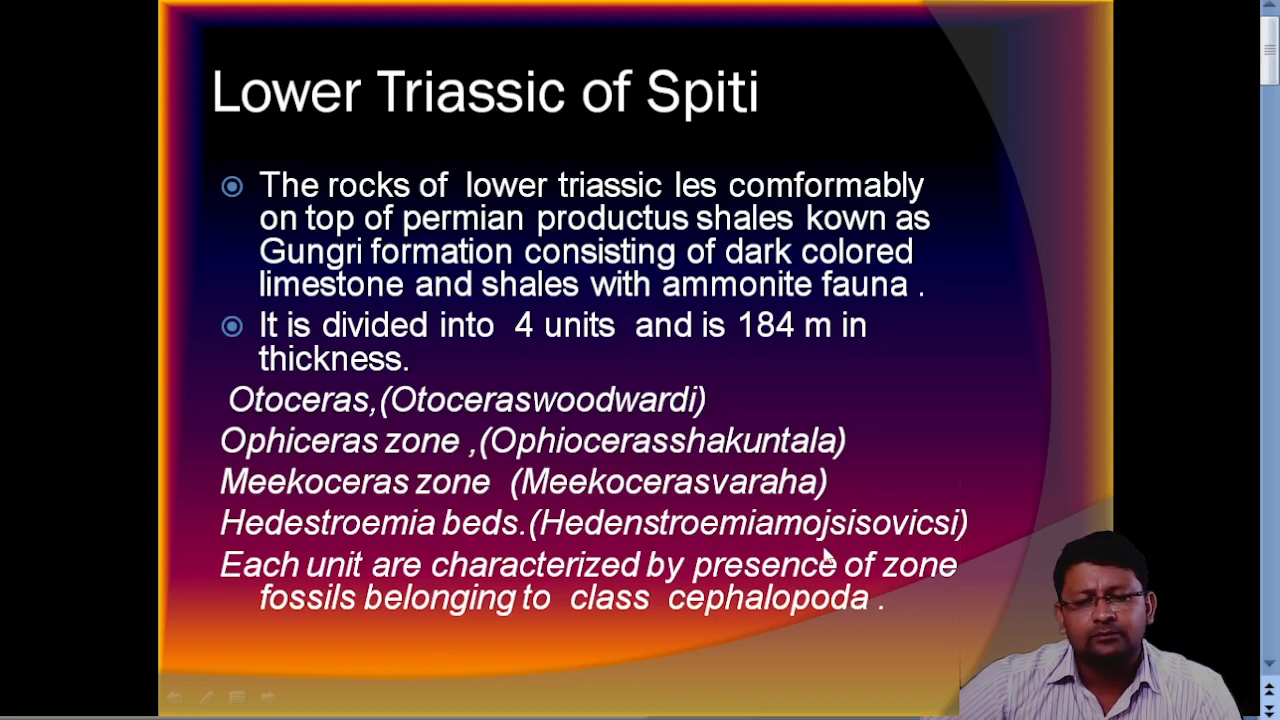 Lower Triassic of Spiti
The rocks of lower triassic les comformably
on top of permian productus shales kown as
Gungri formation consisting of dark colored
limestone and shales with ammonite fauna .
It is divided into 4 units and is 184 m in
thickness.
Otoceras,(Otoceraswoodwardi)
Ophiceras zone ,(Ophiocerasshakuntala)
Meekoceras zone (Meekocerasvaraha)
Hedestroemia beds.(Hedenstroemiamojsisovicsi)
Each unit are characterized by presence of zone
fossils belonging to class cephalopoda .